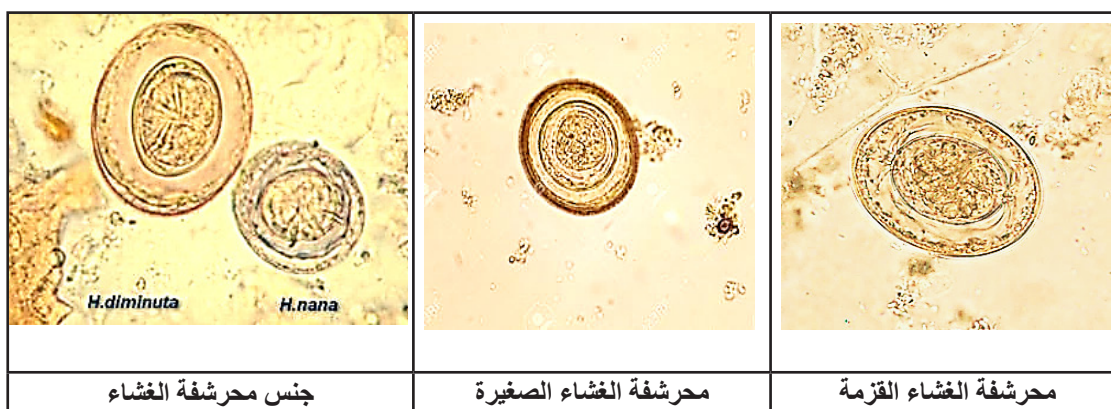 H.diminuta
H.nana
محرشفة الغشاء القزمة
محرشفة الغشاء الصغيرة
جنس محرشفة الغشاء